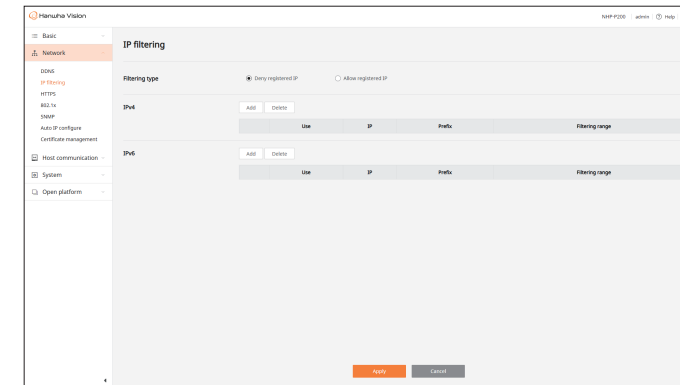 Hanwha Vision
NHP-P200 admin Help
Basic
Network
DDNS
IP filtering
HTTPS
802.1x
SNMP
Auto IP configure
Certificate management
Host communication
System
Open platform
IP filtering
Filtering type Deny registered IP Allow registered IP
IPv4 Add Delete
Use IP Prefix Filtering range
IPv6 Add Delete
Use IP Prefix Filtering range
Apply Cancel